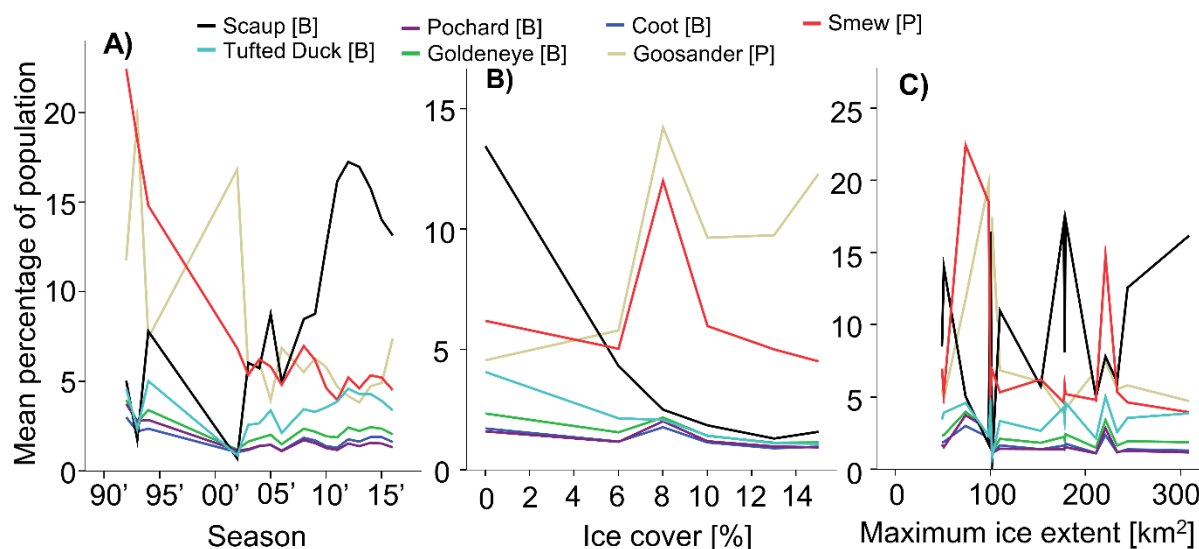 Scaup [B] Pochard [B] Coot [B] Smew [P]
Tufted Duck [B] Goldeneye [B] Goosander [P]
A) B) C)
Mean percentage of population
20
15
10
5
0
90' 95' 00' 05' 10' 15'
Season
15
10
5
0
0 2 4 6 8 10 12 14
Ice cover [%]
25
20
15
10
5
0
0 100 200 300
Maximum ice extent [km²]